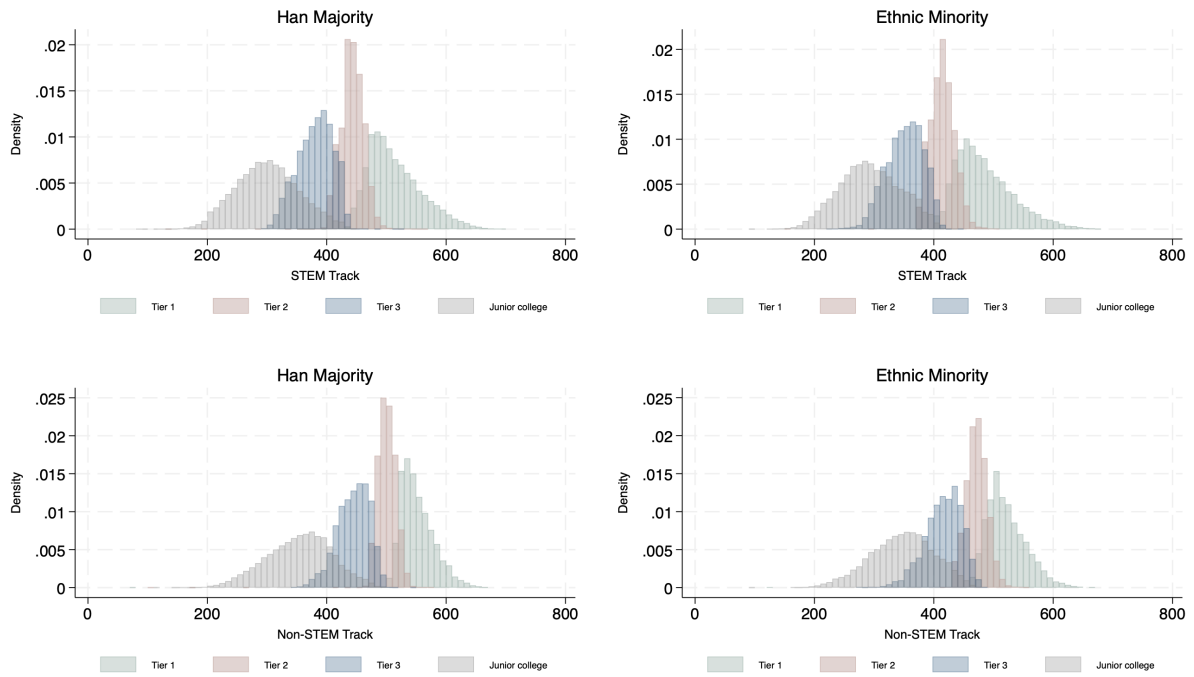 Han Majority
Density
.02
.015
.01
.005
0
0 200 400 600 800
STEM Track
Tier 1 Tier 2 Tier 3 Junior college
Ethnic Minority
Density
.02
.015
.01
.005
0
0 200 400 600 800
STEM Track
Tier 1 Tier 2 Tier 3 Junior college
Han Majority
Density
.025
.02
.015
.01
.005
0
0 200 400 600 800
Non-STEM Track
Tier 1 Tier 2 Tier 3 Junior college
Ethnic Minority
Density
.025
.02
.015
.01
.005
0
0 200 400 600 800
Non-STEM Track
Tier 1 Tier 2 Tier 3 Junior college